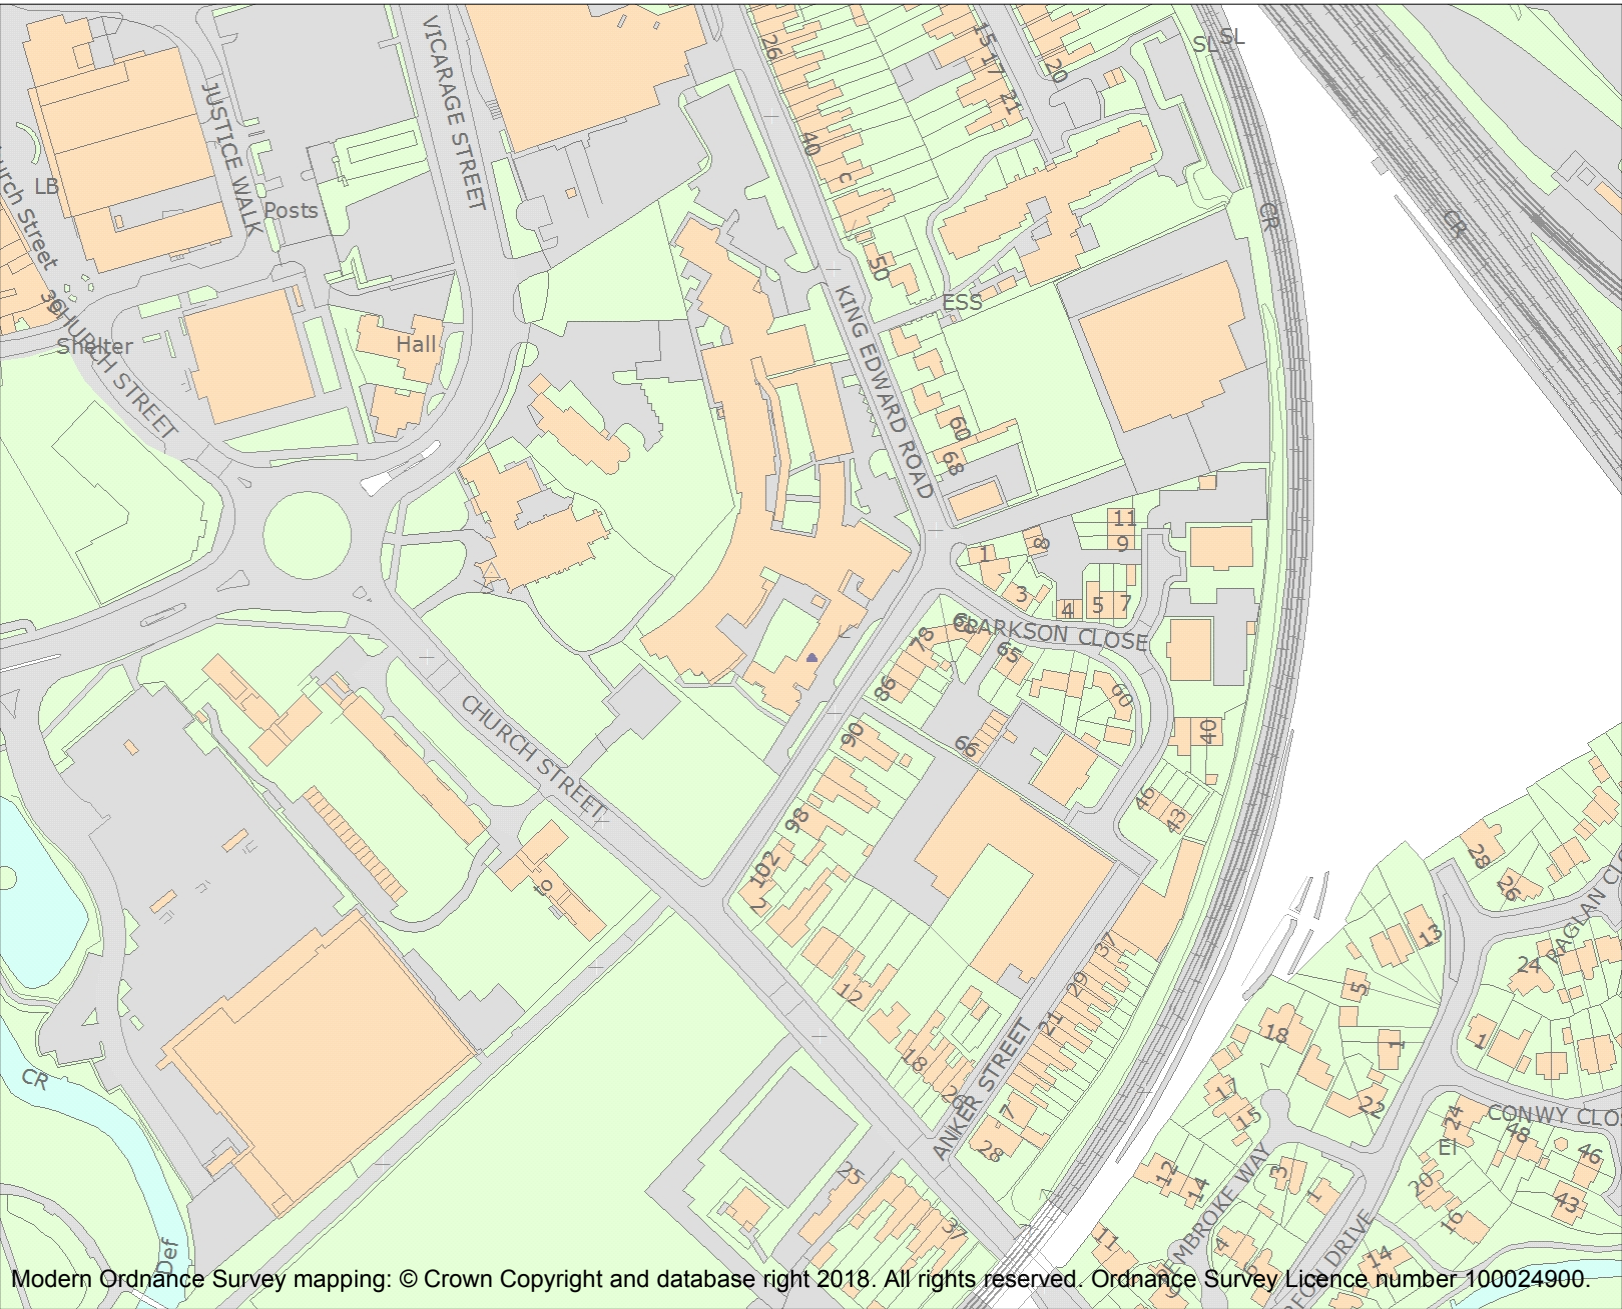 VICARAGE STREET
26
15
17
20
21
SL
SL
JUSTICE WALK
40
c
LB
Posts
urch Street
CR
CR
50
39
ESS
CHURCH STREET
Shelter
Hall
KING EDWARD ROAD
60
68
11
9
8
1
3
4
5
7
CLARKSON CLOSE
78
65
86
60
CHURCH STREET
90
66
40
46
43
98
102
2
28
26
13
RAGLAN CLO
24
37
29
12
5
21
18
1
1
18
26
ANKER STREET
CR
17
15
22
7
24
CONWY CLO
48
EI
46
28
12
14
3
1
20
43
25
PEMBROKE WAY
16
37
11
4
14
Def
Modern Ordnance Survey mapping: © Crown Copyright and database right 2018. All rights reserved. Ordnance Survey Licence number 100024900.